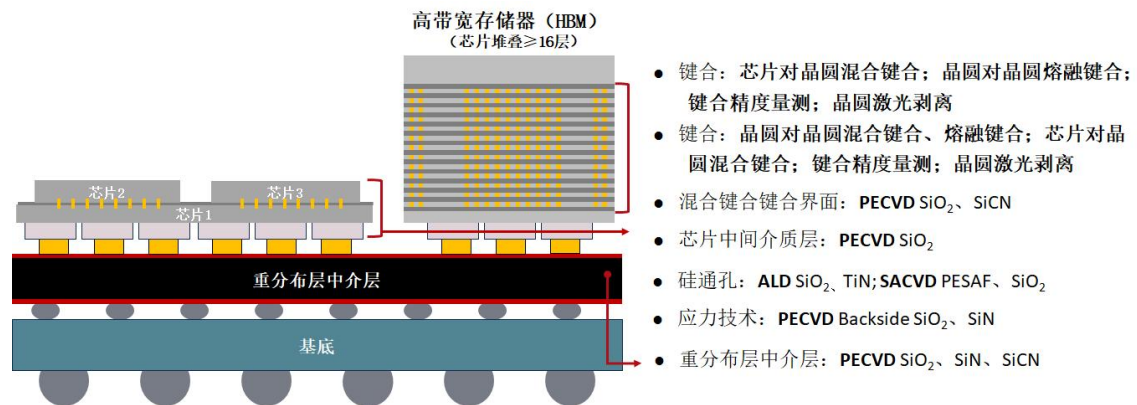 高带宽存储器（HBM）
（芯片堆叠≥16层）
芯片2
芯片3
芯片1
重分布层中介层
基底
● 键合：芯片对晶圆混合键合；晶圆对晶圆熔融键合；
键合精度量测；晶圆激光剥离
● 键合：晶圆对晶圆混合键合、熔融键合；芯片对晶
圆混合键合；键合精度量测；晶圆激光剥离
● 混合键合键合界面：PECVD SiO₂、SiCN
● 芯片中间介质层：PECVD SiO₂
● 硅通孔：ALD SiO₂、TiN; SACVD PESAF、SiO₂
● 应力技术：PECVD Backside SiO₂、SiN
● 重分布层中介层：PECVD SiO₂、SiN、SiCN